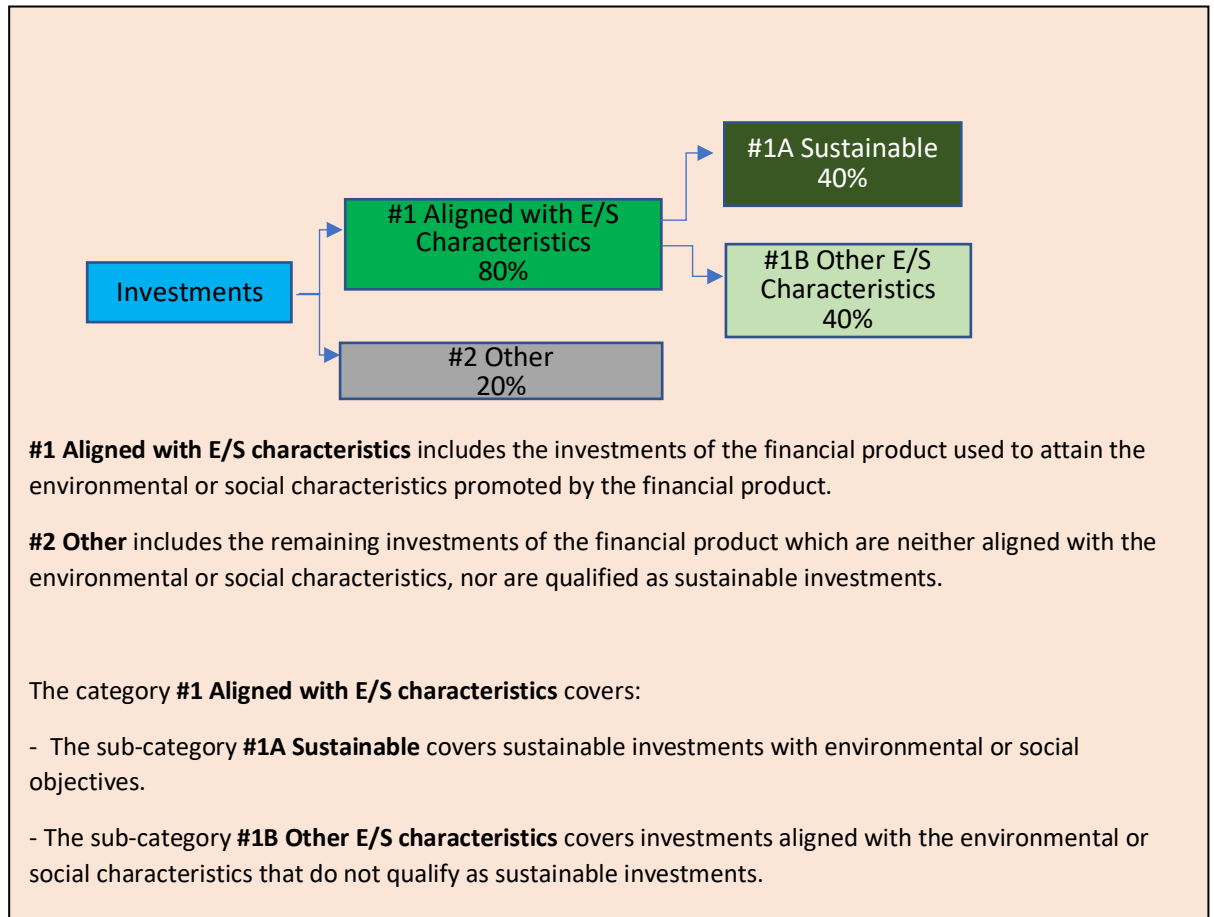 #1A Sustainable
40%
#1 Aligned with E/S
Characteristics
80%
#1B Other E/S
Characteristics
40%
Investments
#2 Other
20%
#1 Aligned with E/S characteristics includes the investments of the financial product used to attain the
environmental or social characteristics promoted by the financial product.
#2 Other includes the remaining investments of the financial product which are neither aligned with the
environmental or social characteristics, nor are qualified as sustainable investments.
The category #1 Aligned with E/S characteristics covers:
- The sub-category #1A Sustainable covers sustainable investments with environmental or social
objectives.
- The sub-category #1B Other E/S characteristics covers investments aligned with the environmental or
social characteristics that do not qualify as sustainable investments.